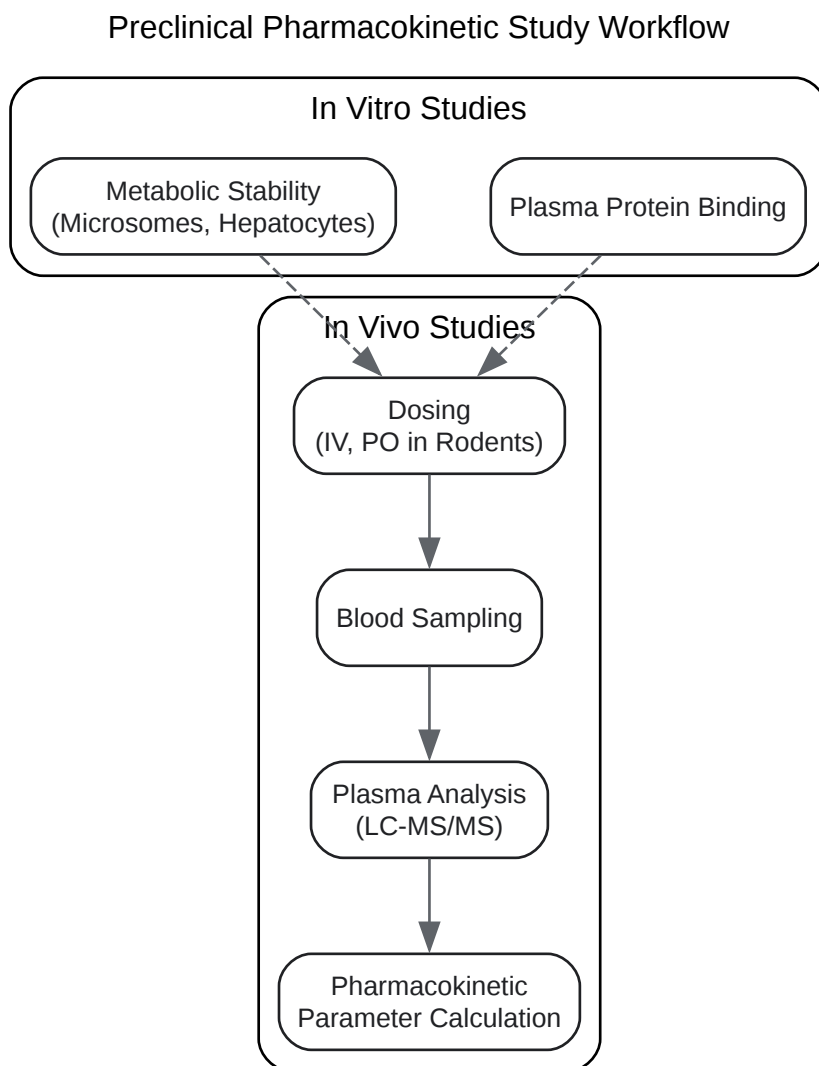 Preclinical Pharmacokinetic Study Workflow
In Vitro Studies
Metabolic Stability
(Microsomes, Hepatocytes)
Plasma Protein Binding
In Vivo Studies
Dosing
(IV, PO in Rodents)
Blood Sampling
Plasma Analysis
(LC-MS/MS)
Pharmacokinetic
Parameter Calculation